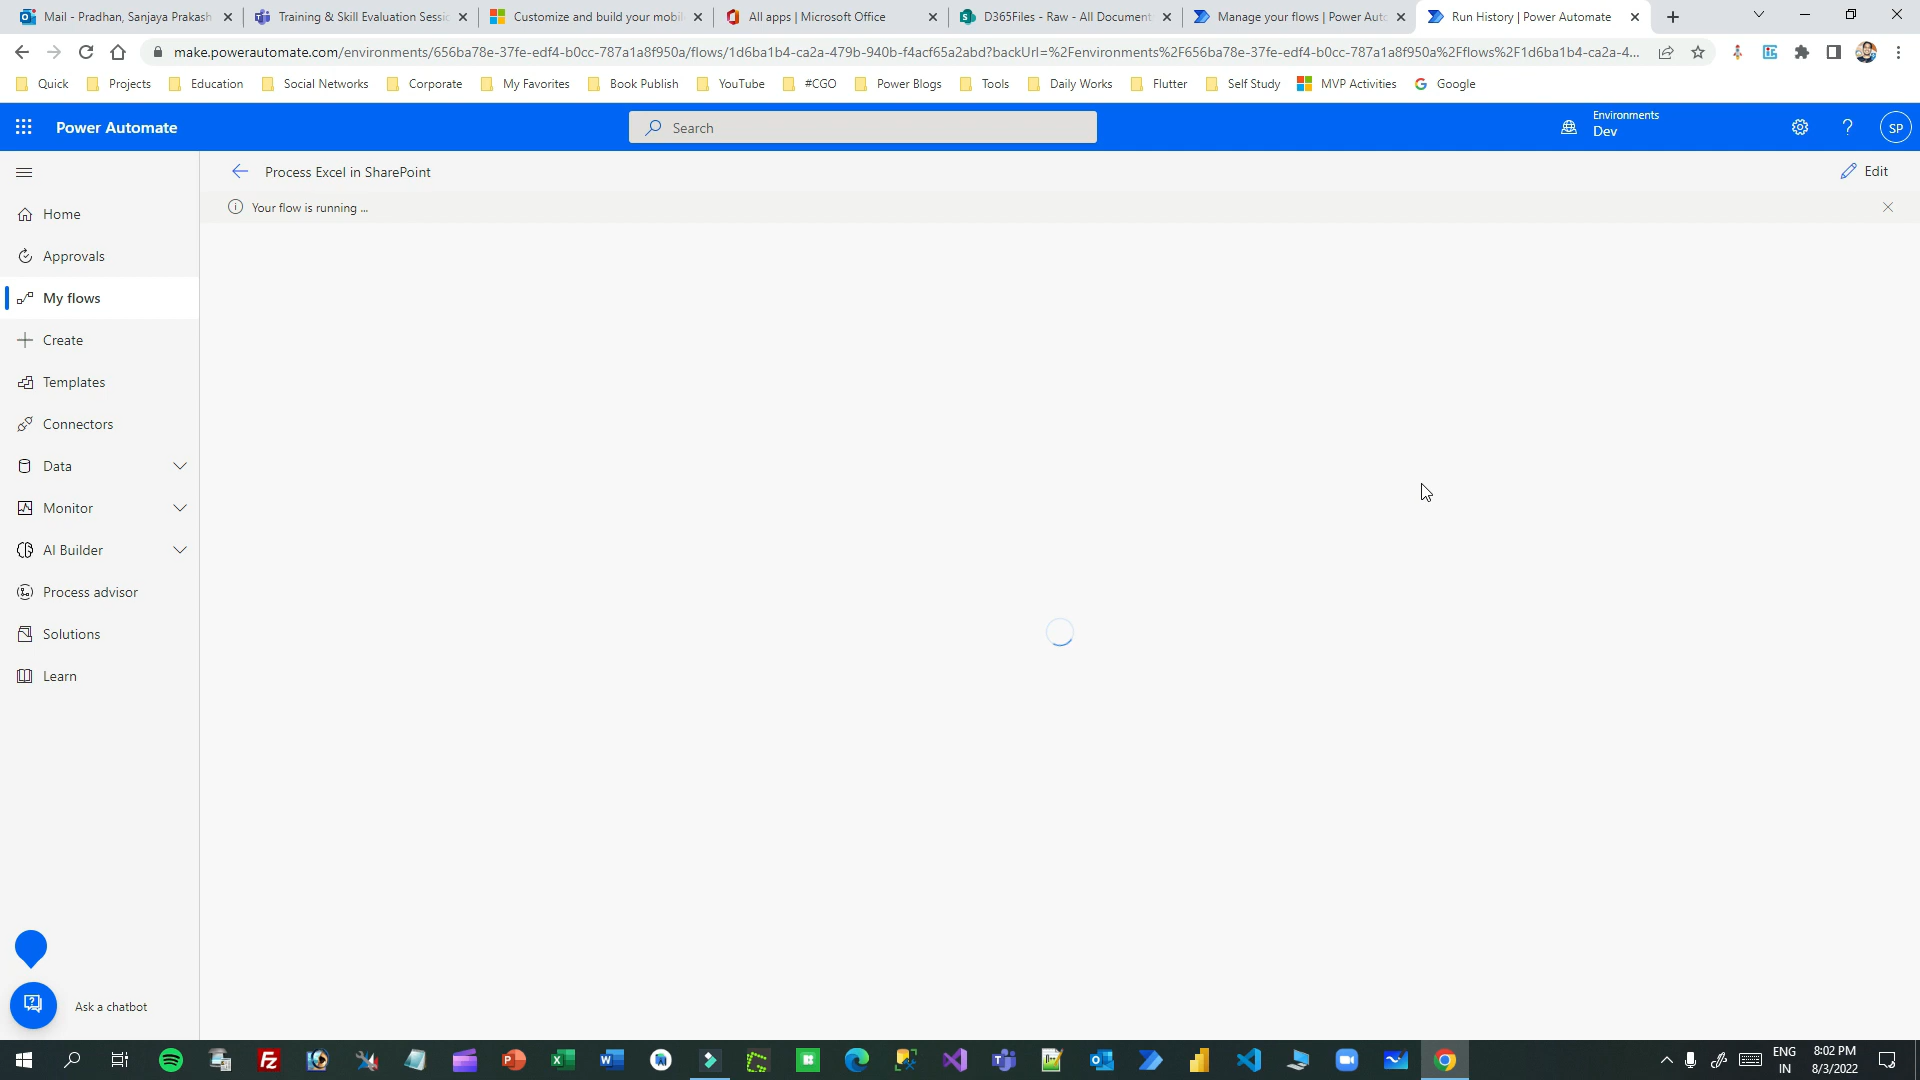 Mail - Pradhan, Sanjaya Prakash
Training & Skill Evaluation Sessio
Customize and build your mobil
All apps | Microsoft Office
D365Files - Raw - All Document
Manage your flows | Power Auto
Run History | Power Automate
make.powerautomate.com/environments/656ba78e-37fe-edf4-b0cc-787a1a8f950a/flows/1d6ba1b4-ca2a-479b-940b-f4acf65a2abd?backUrl=%2Fenvironments%2F656ba78e-37fe-edf4-b0cc-787a1a8f950a%2Fflows%2F1d6ba1b4-ca2a-4...
Quick
Projects
Education
Social Networks
Corporate
My Favorites
Book Publish
YouTube
#CGO
Power Blogs
Tools
Daily Works
Flutter
Self Study
MVP Activities
Google
Power Automate
Search
Environments
Dev
SP
Process Excel in SharePoint
Edit
Your flow is running ...
Home
Approvals
My flows
Create
Templates
Connectors
Data
Monitor
AI Builder
Process advisor
Solutions
Learn
Ask a chatbot
ENG
IN
8:02 PM
8/3/2022